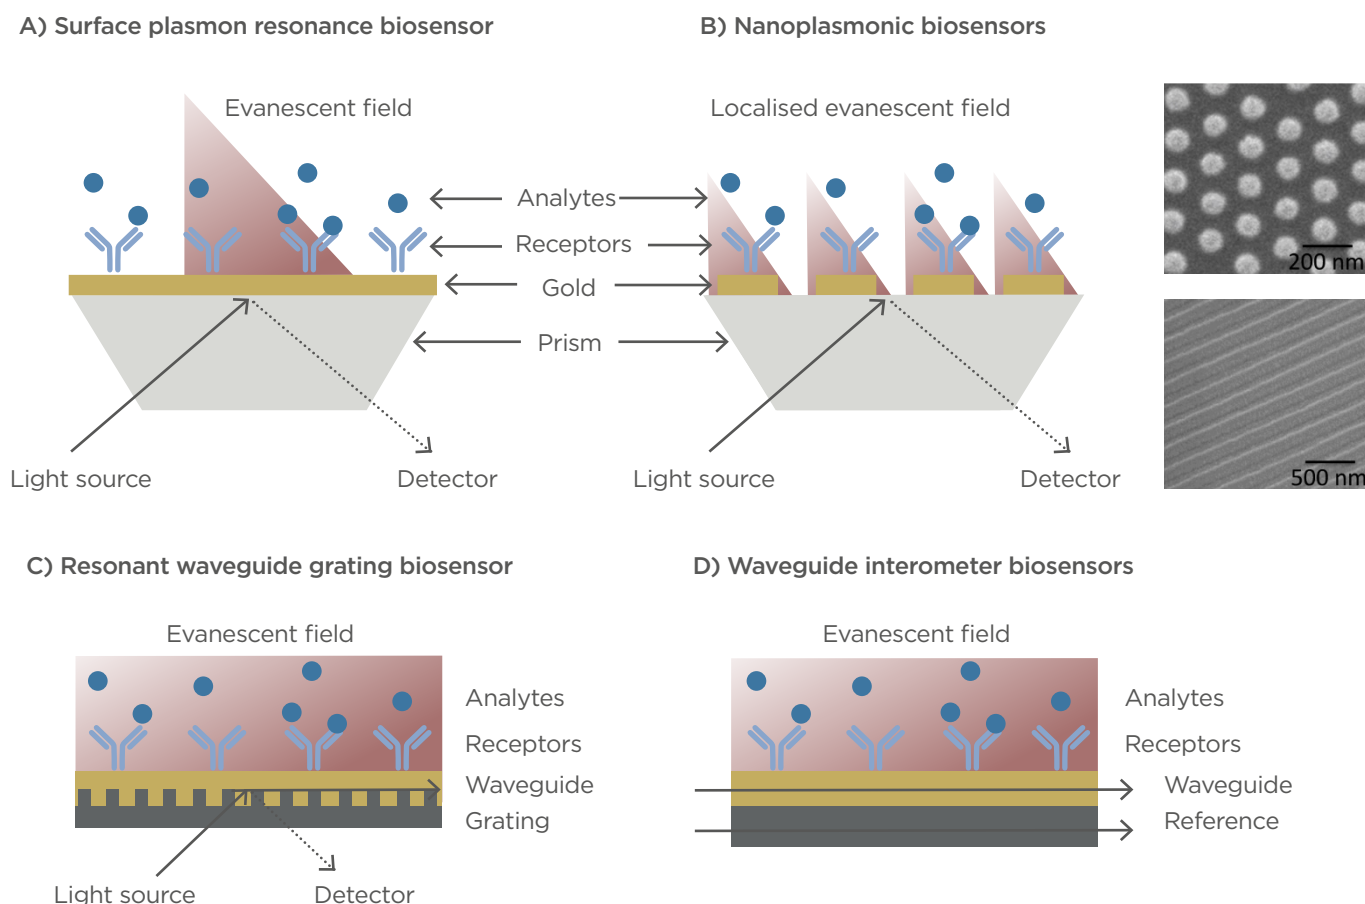 A) Surface plasmon resonance biosensor
B) Nanoplasmonic biosensors
Evanescent field
Localised evanescent field
Analytes
Receptors
Gold
Prism
200 nm
500 nm
Light source
Detector
Light source
Detector
C) Resonant waveguide grating biosensor
D) Waveguide interometer biosensors
Evanescent field
Evanescent field
Analytes
Receptors
Waveguide
Grating
Analytes
Receptors
Waveguide
Reference
Light source
Detector